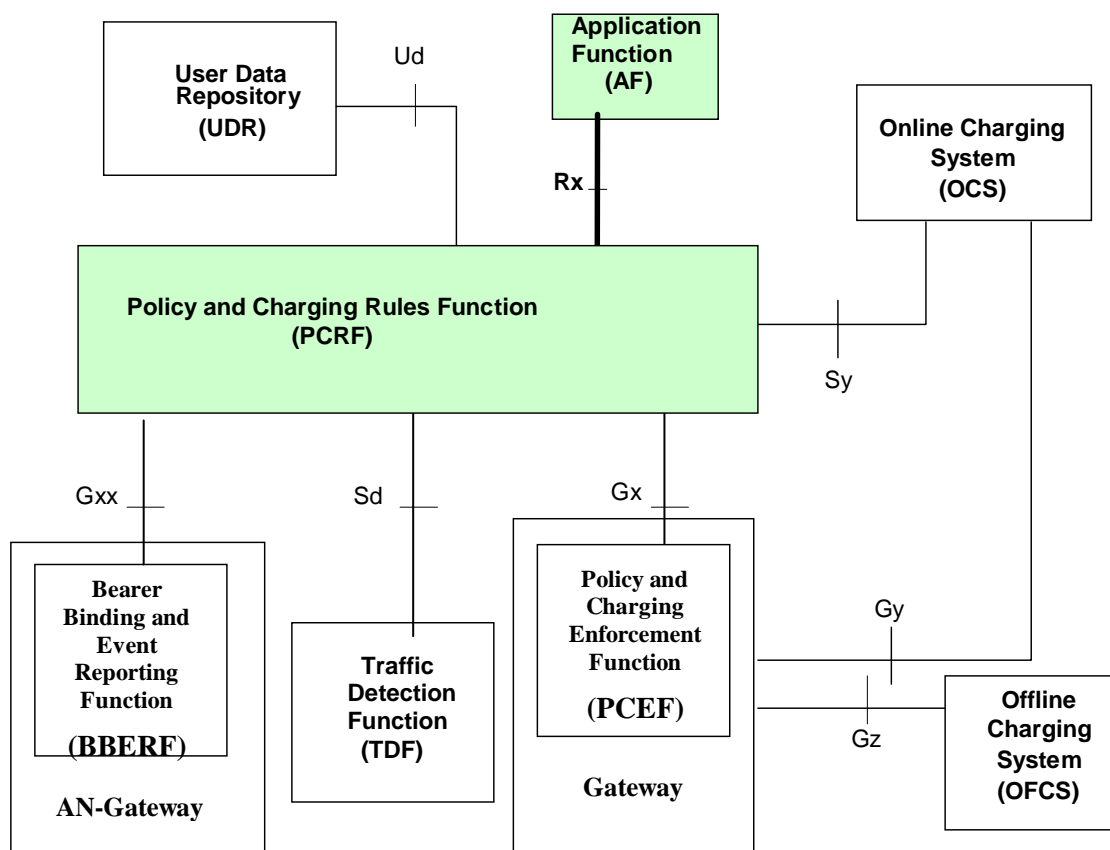 Application
Function
(AF)
Ud
User Data
Repository
(UDR)
Online Charging
System
(OCS)
Rx
Policy and Charging Rules Function
(PCRF)
Sy
Gxx
Sd
Gx
Bearer
Binding and
Event
Reporting
Function
(BBERF)
AN-Gateway
Traffic
Detection
Function
(TDF)
Policy and
Charging
Enforcement
Function
(PCEF)
Gateway
Gy
Gz
Offline
Charging
System
(OFCS)